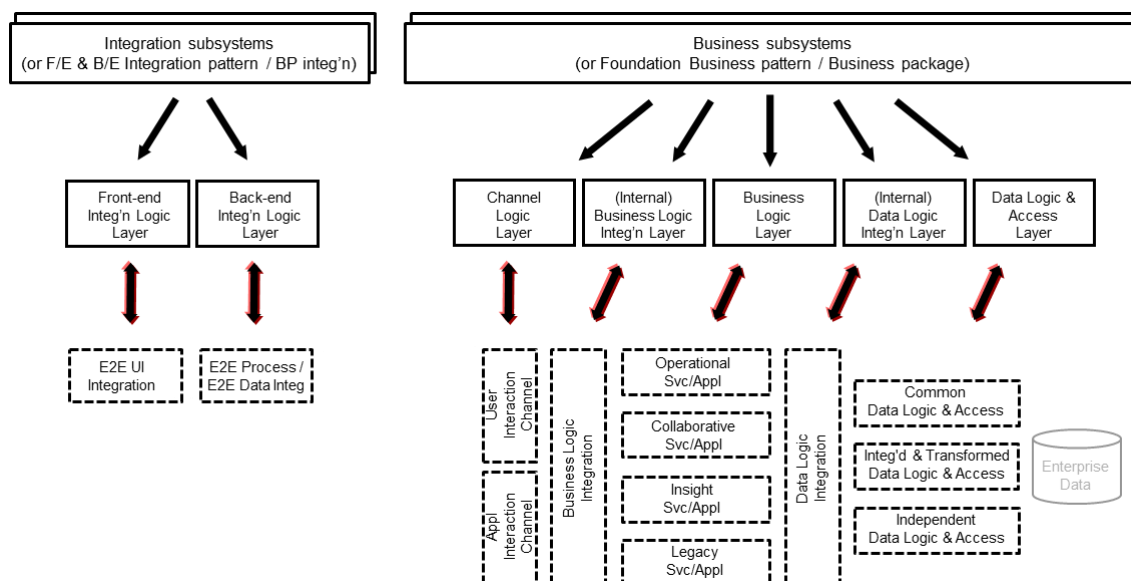 Integration subsystems
(or F/E & B/E Integration pattern / BP integ'n)
Business subsystems
(or Foundation Business pattern / Business package)
Front-end
Integ'n Logic
Layer
Back-end
Integ'n Logic
Layer
Channel
Logic
Layer
(Internal)
Business Logic
Integ'n Layer
Business
Logic
Layer
(Internal)
Data Logic
Integ'n Layer
Data Logic &
Access
Layer
E2E UI
Integration
E2E Process /
E2E Data Integ
User
Interaction
Channel
Appl
Interaction
Channel
Business Logic
Integration
Operational
Svc/Appl
Collaborative
Svc/Appl
Insight
Svc/Appl
Legacy
Svc/Appl
Data Logic
Integration
Common
Data Logic & Access
Integ'd & Transformed
Data Logic & Access
Independent
Data Logic & Access
Enterprise
Data